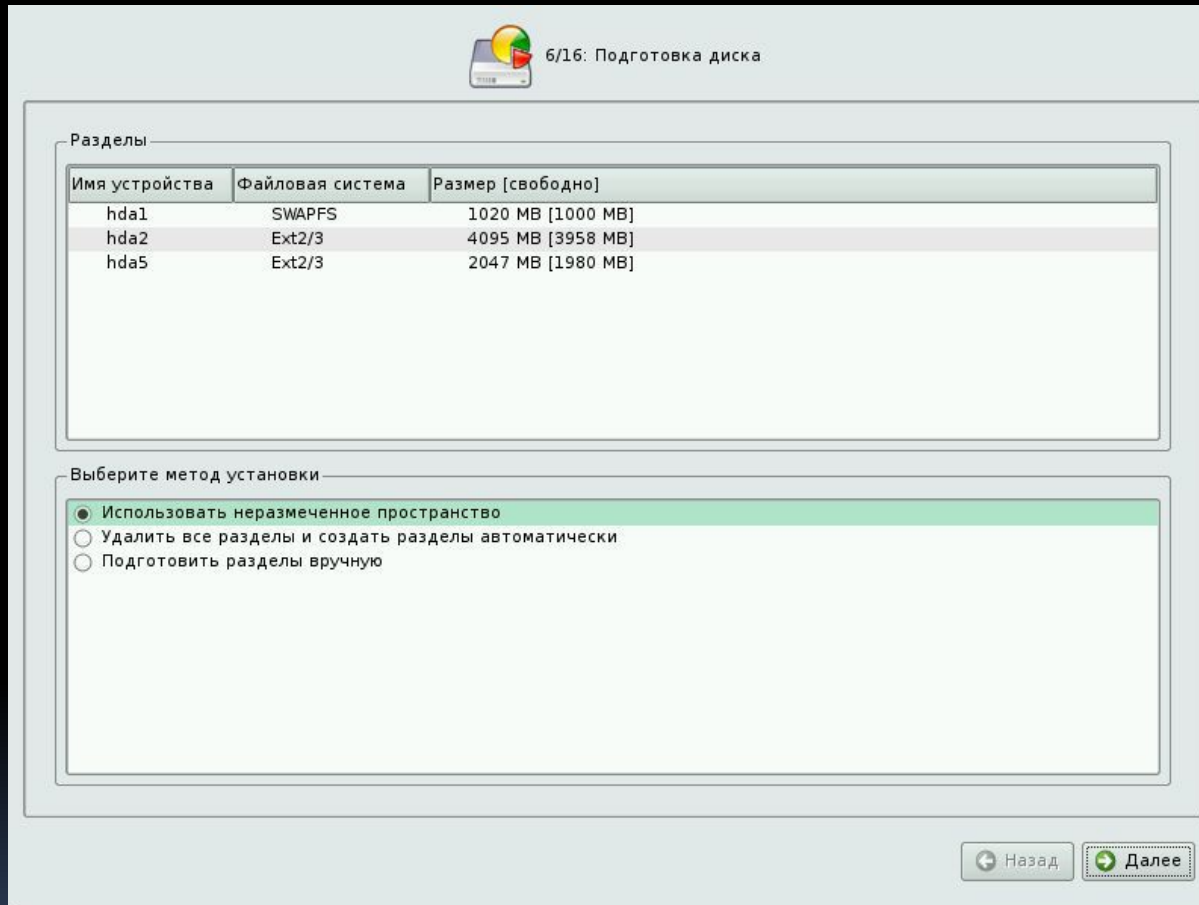 6/16: Подготовка диска
Разделы
Имя устройства Файловая система Размер [свободно]
hda1 SWAPFS 1020 MB [1000 MB]
hda2 Ext2/3 4095 MB [3958 MB]
hda5 Ext2/3 2047 MB [1980 MB]
Выберите метод установки
Использовать неразмеченное пространство
Удалить все разделы и создать разделы автоматически
Подготовить разделы вручную
Назад Далее